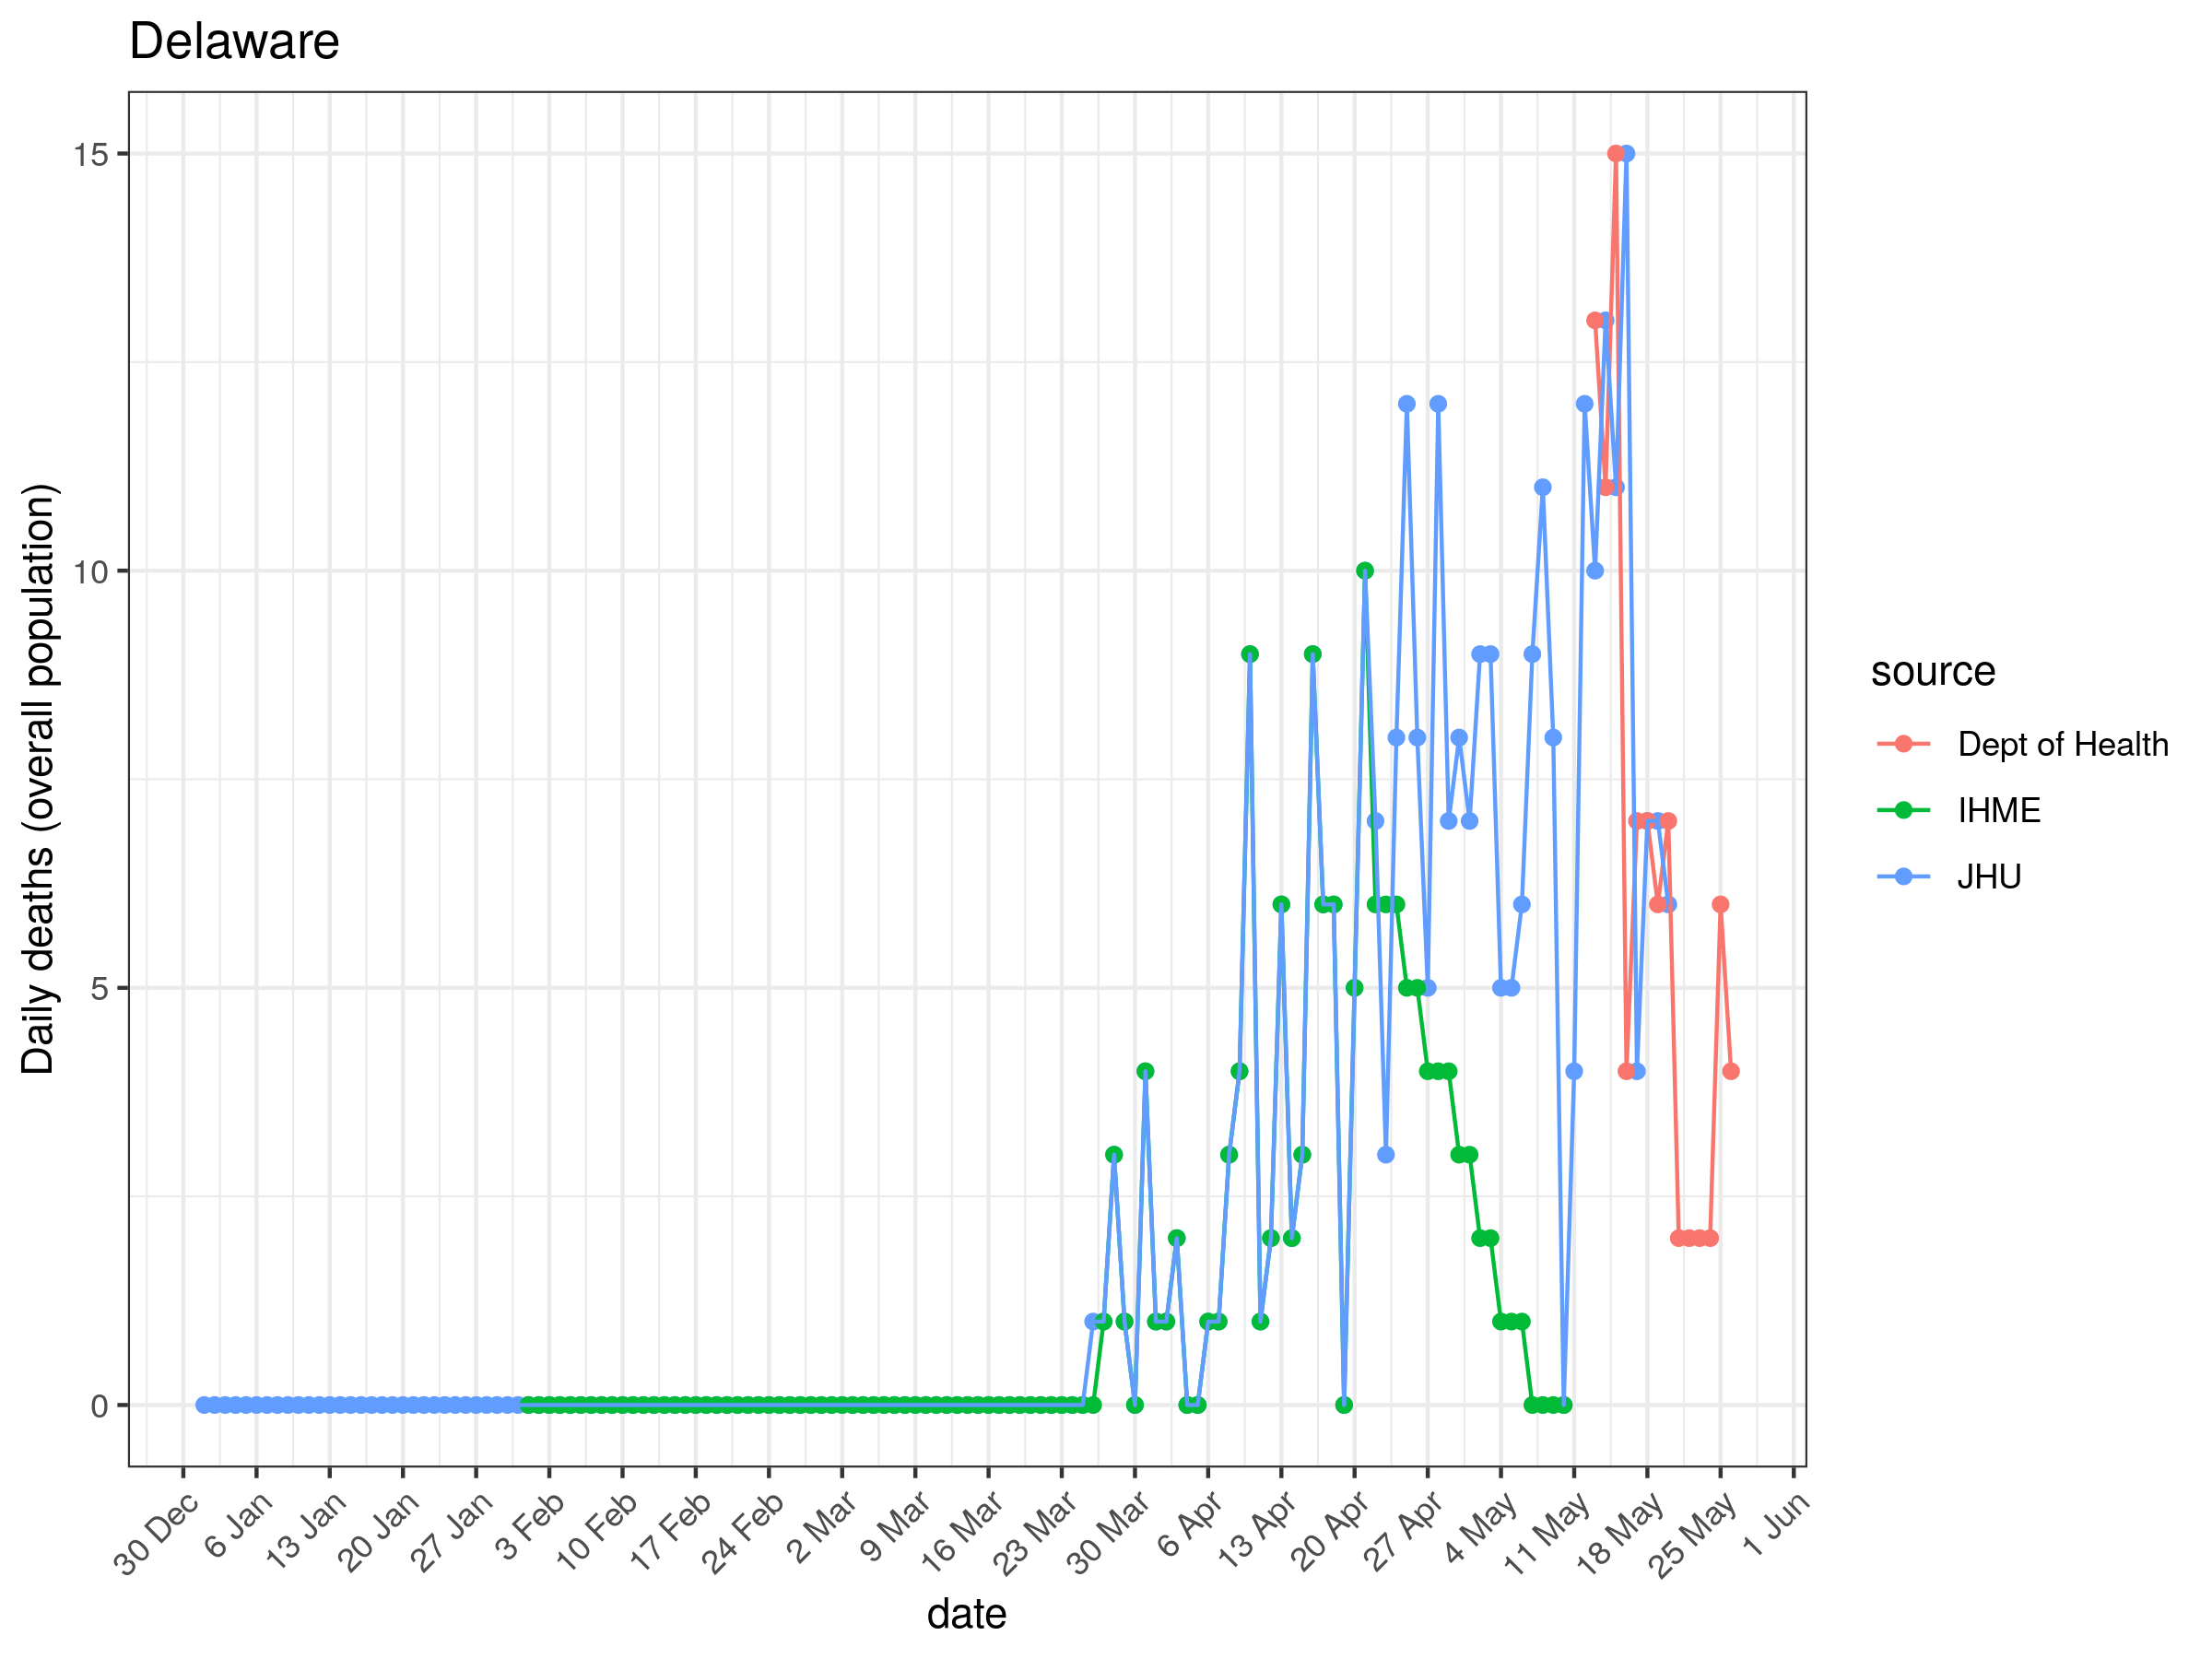 Delaware
Daily deaths (overall population)
15
10
5
0
30 Dec
6 Jan
13 Jan
20 Jan
27 Jan
3 Feb
10 Feb
17 Feb
24 Feb
2 Mar
9 Mar
16 Mar
23 Mar
30 Mar
6 Apr
13 Apr
20 Apr
27 Apr
4 May
11 May
18 May
25 May
1 Jun
date
source
Dept of Health
IHME
JHU